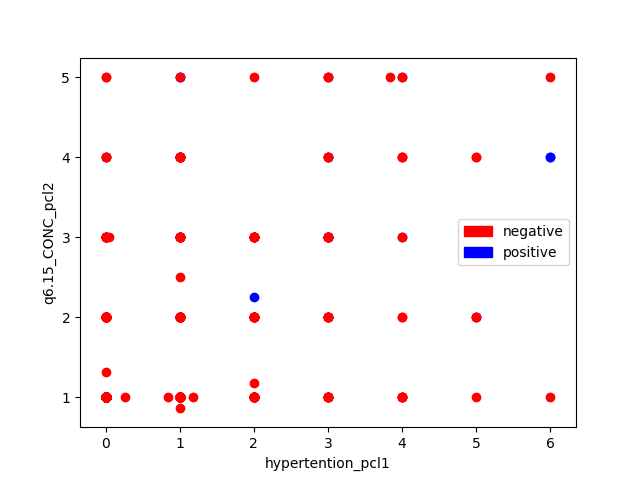 5
4
3
2
1
q6.15_CONC_pcl2
negative
positive
0 1 2 3 4 5 6
hypertention_pcl1